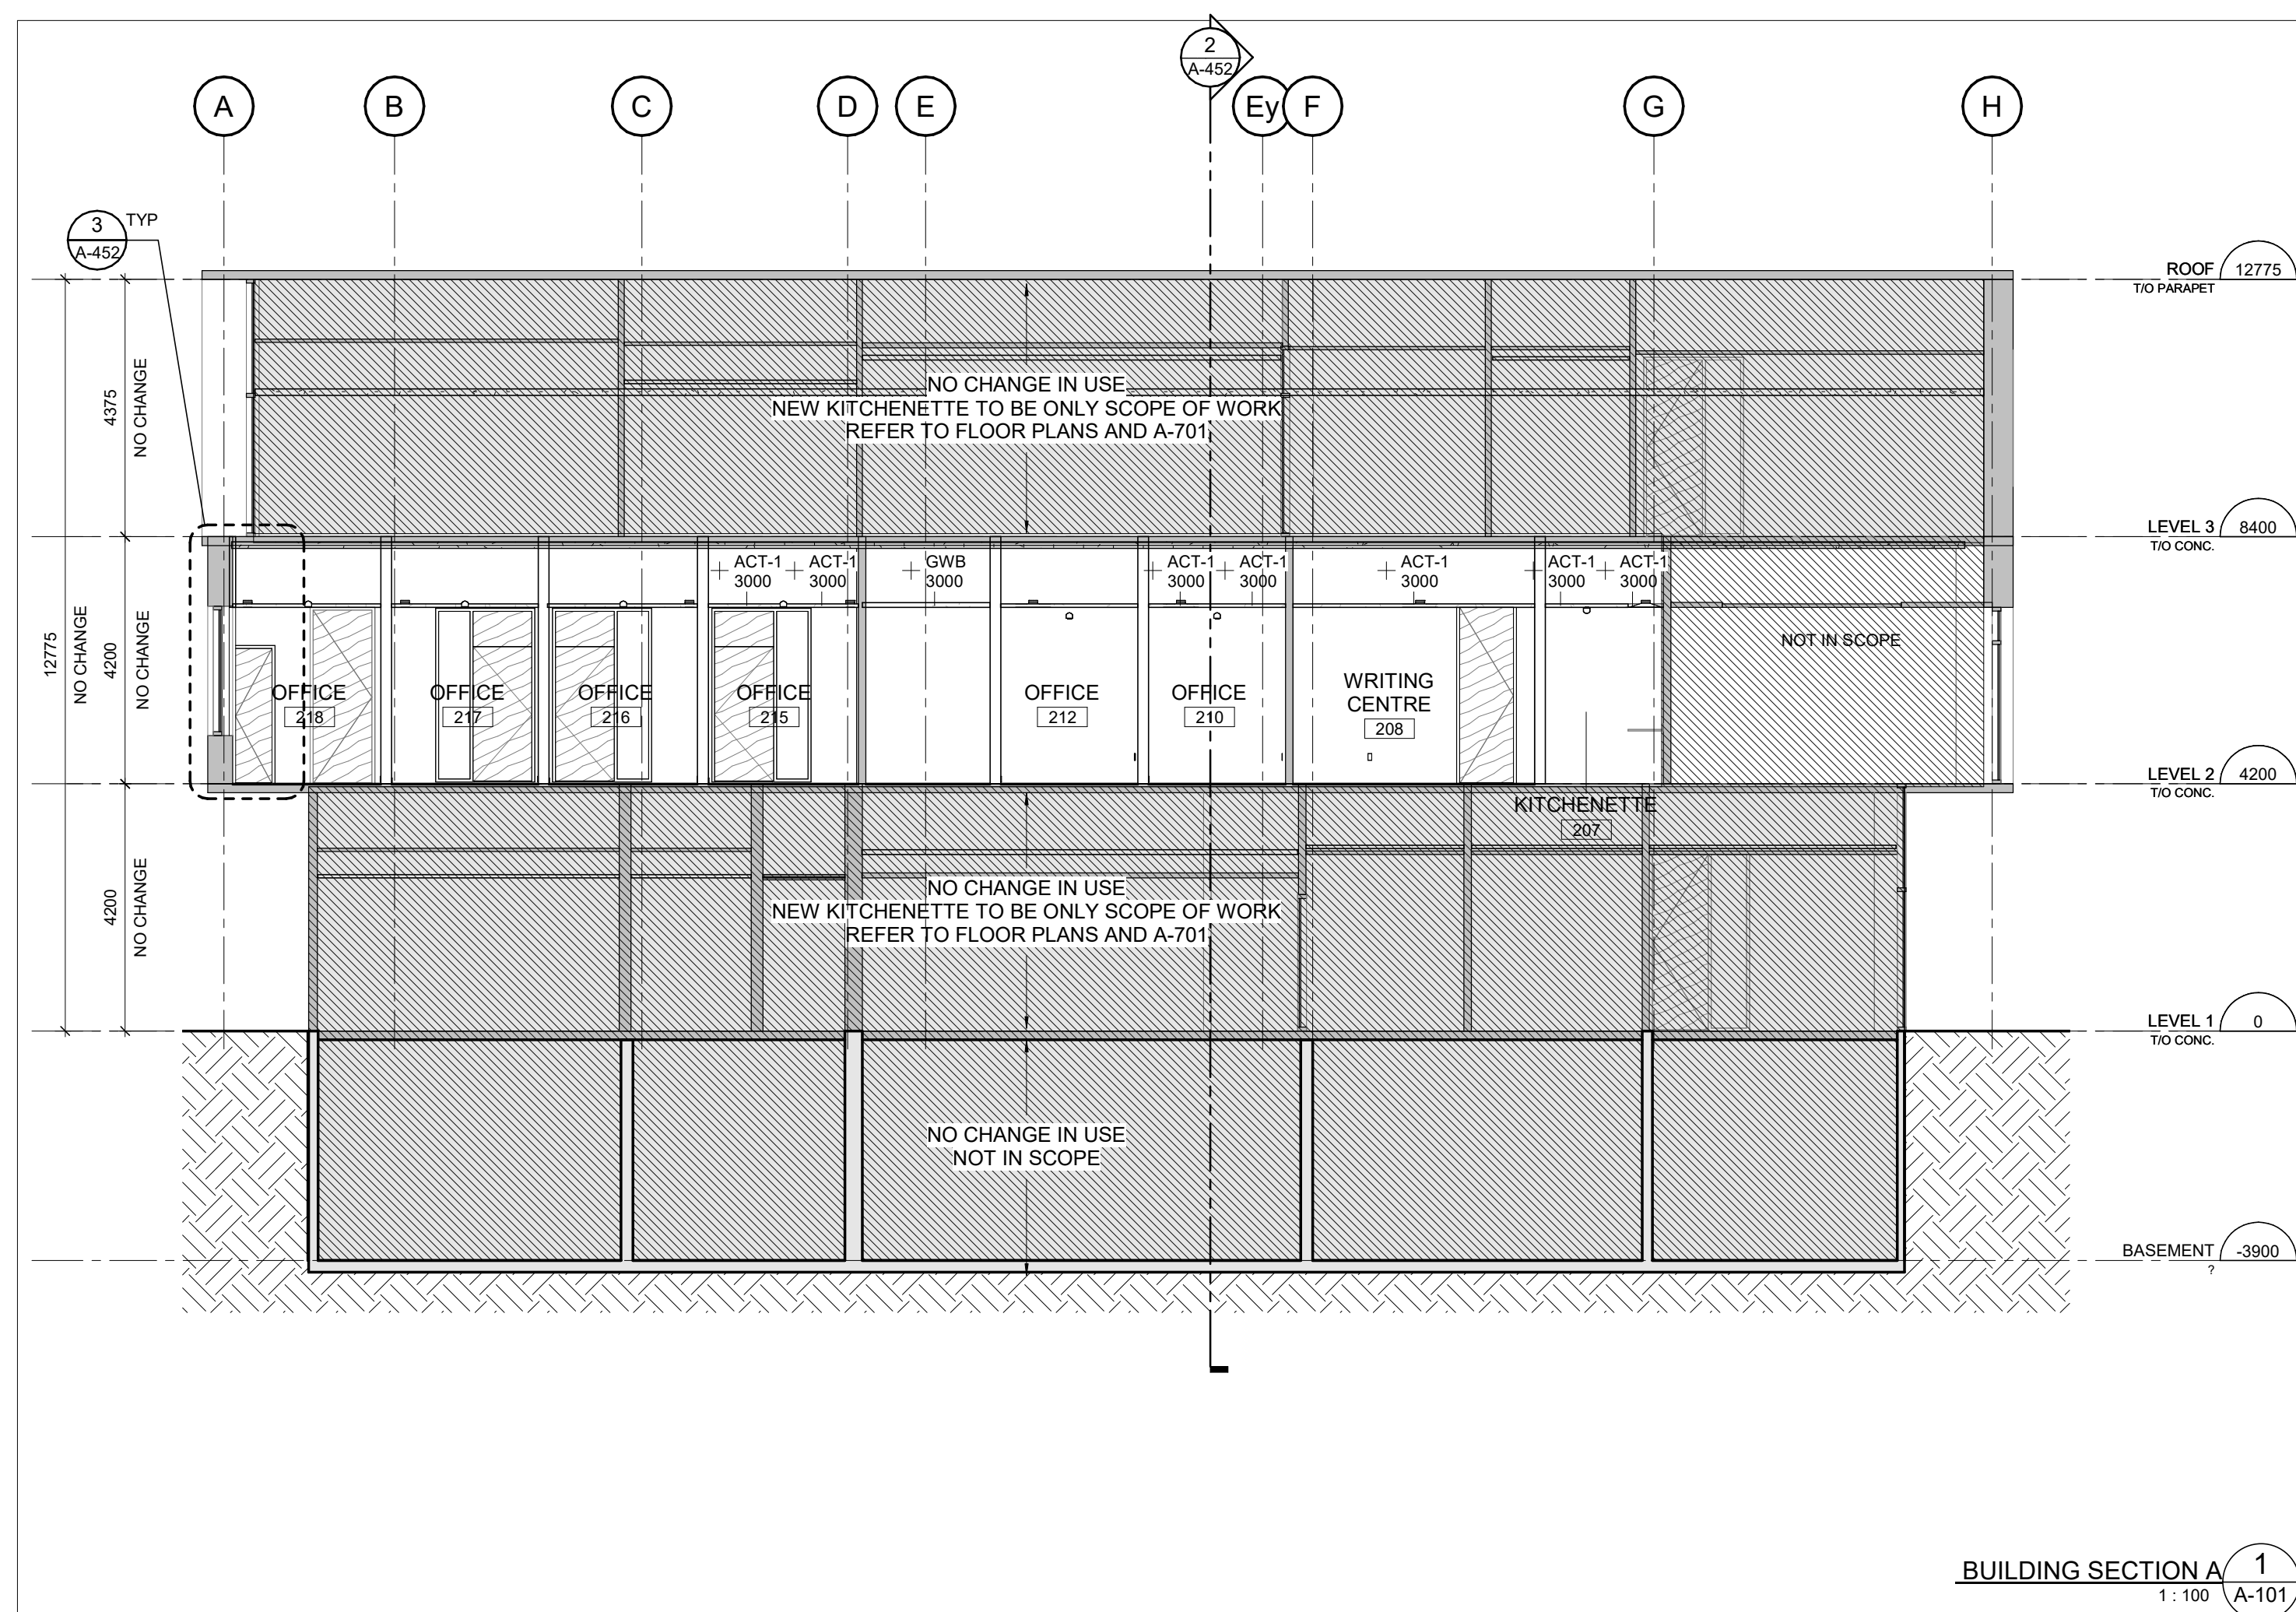 2
A-452
A
B
C
D
E
Ey
F
G
H
3
A-452
TYP
ROOF 12775
T/O PARAPET
4375
NO CHANGE
NO CHANGE IN USE
NEW KITCHENETTE TO BE ONLY SCOPE OF WORK
REFER TO FLOOR PLANS AND A-701
LEVEL 3 8400
T/O CONC.
12775
NO CHANGE
4200
NO CHANGE
ACT-1
3000
ACT-1
3000
GWB
3000
ACT-1
3000
ACT-1
3000
ACT-1
3000
ACT-1
3000
ACT-1
3000
NOT IN SCOPE
OFFICE
218
OFFICE
217
OFFICE
216
OFFICE
215
OFFICE
212
OFFICE
210
WRITING
CENTRE
208
LEVEL 2 4200
T/O CONC.
KITCHENETTE
207
4200
NO CHANGE
NO CHANGE IN USE
NEW KITCHENETTE TO BE ONLY SCOPE OF WORK
REFER TO FLOOR PLANS AND A-701
LEVEL 1 0
T/O CONC.
NO CHANGE IN USE
NOT IN SCOPE
BASEMENT -3900
?
BUILDING SECTION A
1 : 100
1
A-101